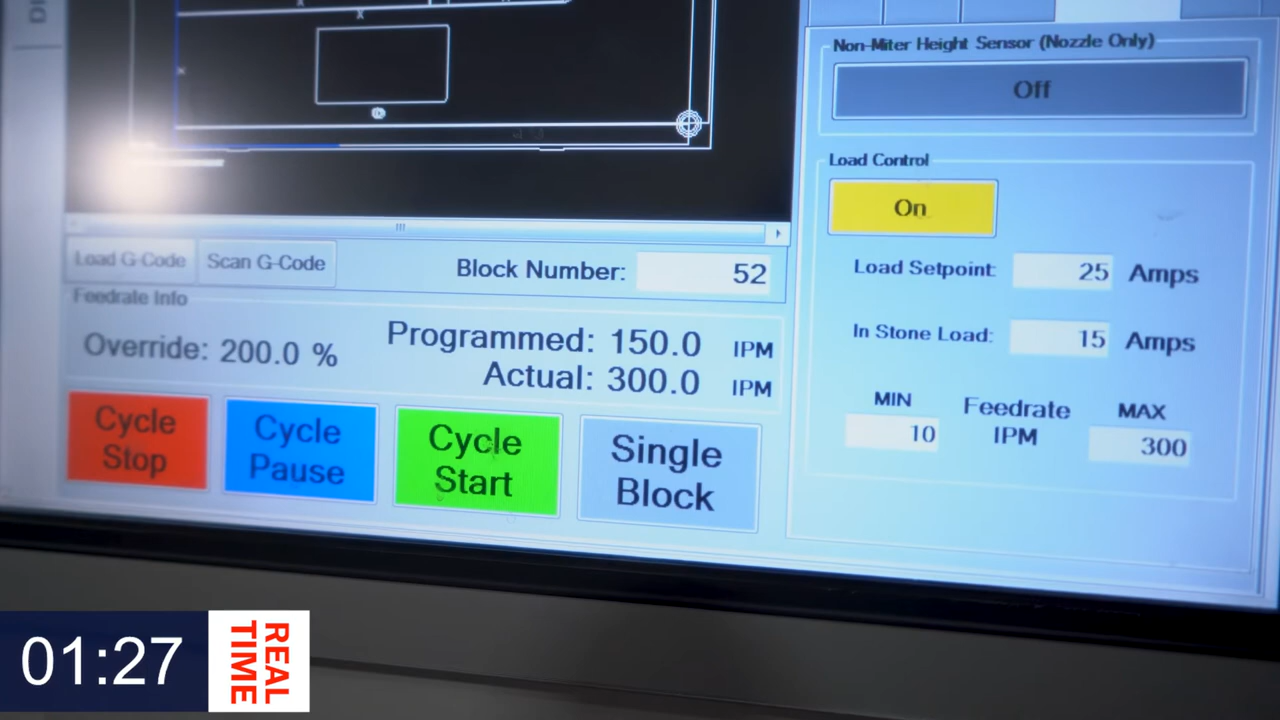 Non-Miter Height Sensor (Nozzle Only)
Off
Load Control
On
Load Setpoint: 25 Amps
In Stone Load: 15 Amps
MIN Feedrate MAX
10 IPM 300
Load G-Code Scan G-Code Block Number: 52
Feedrate Info
Override: 200.0 %
Programmed: 150.0 IPM
Actual: 300.0 IPM
Cycle
Stop
Cycle
Pause
Cycle
Start
Single
Block
01:27
REAL
TIME